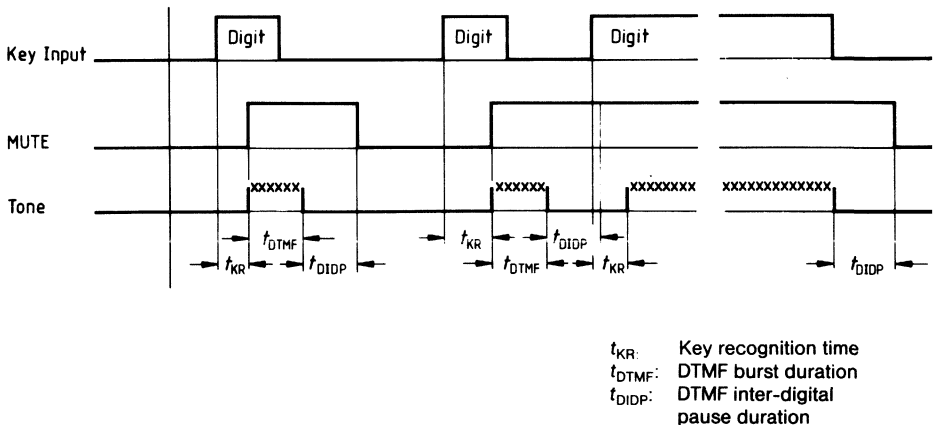 Digit Digit Digit
Key Input
MUTE
xxxxxx xxxxxx xxxxxxxx xxxxxxxxxxxxx
Tone
tDTMF tKR tDIDP
tKR tDIDP tDTMF tKR tDIDP
tKR: Key recognition time
tDTMF: DTMF burst duration
tDIDP: DTMF inter-digital
pause duration